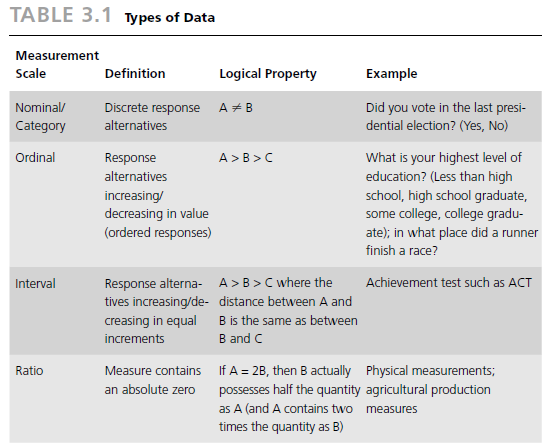 TABLE 3.1 Types of Data
Measurement
Scale Definition Logical Property Example
Nominal/ Discrete response A ≠ B Did you vote in the last presi-
Category alternatives dential election? (Yes, No)
Ordinal Response A > B > C What is your highest level of
alternatives education? (Less than high
increasing/ school, high school graduate,
decreasing in value some college, college gradu-
(ordered responses) ate); in what place did a runner
finish a race?
Interval Response alterna- A > B > C where the Achievement test such as ACT
tives increasing/de- distance between A and
creasing in equal B is the same as between
increments B and C
Ratio Measure contains If A = 2B, then B actually Physical measurements;
an absolute zero possesses half the quantity agricultural production
as A (and A contains two measures
times the quantity as B)